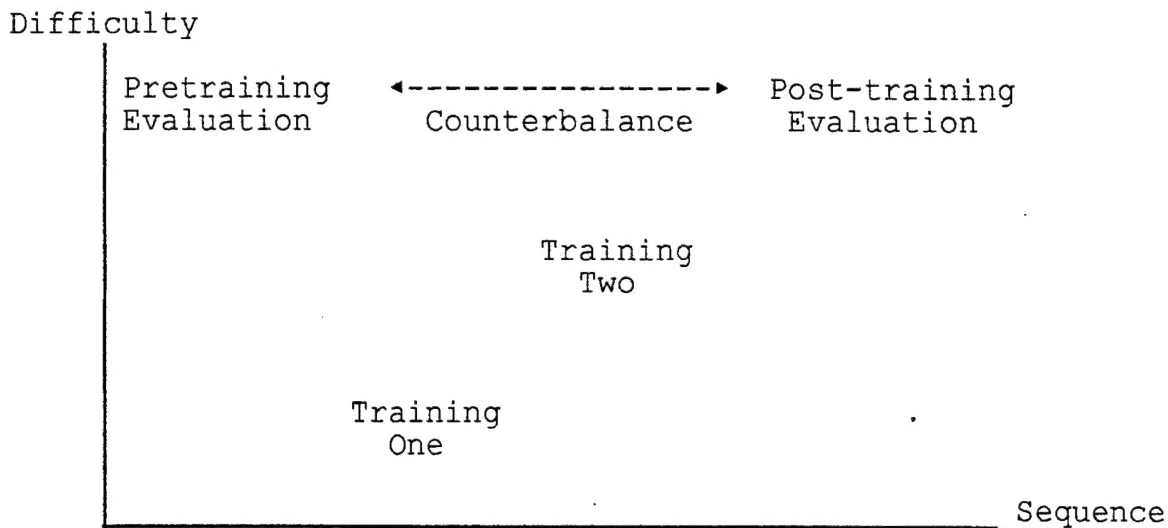 Difficulty
Pretraining Evaluation
Counterbalance
Post-training Evaluation
Training Two
Training One
Sequence